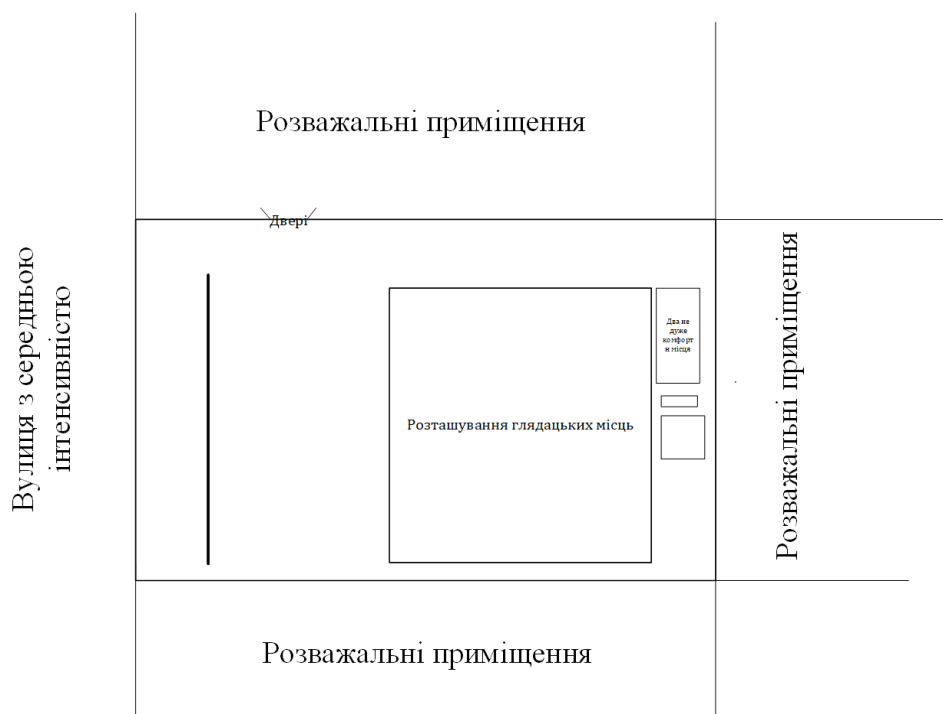 Розважальні приміщення
Двері
Вулиця з середньою
інтенсивністю
Розташування глядацьких місць
Два не
дуже
комфорт
н місця
Розважальні приміщення
Розважальні приміщення